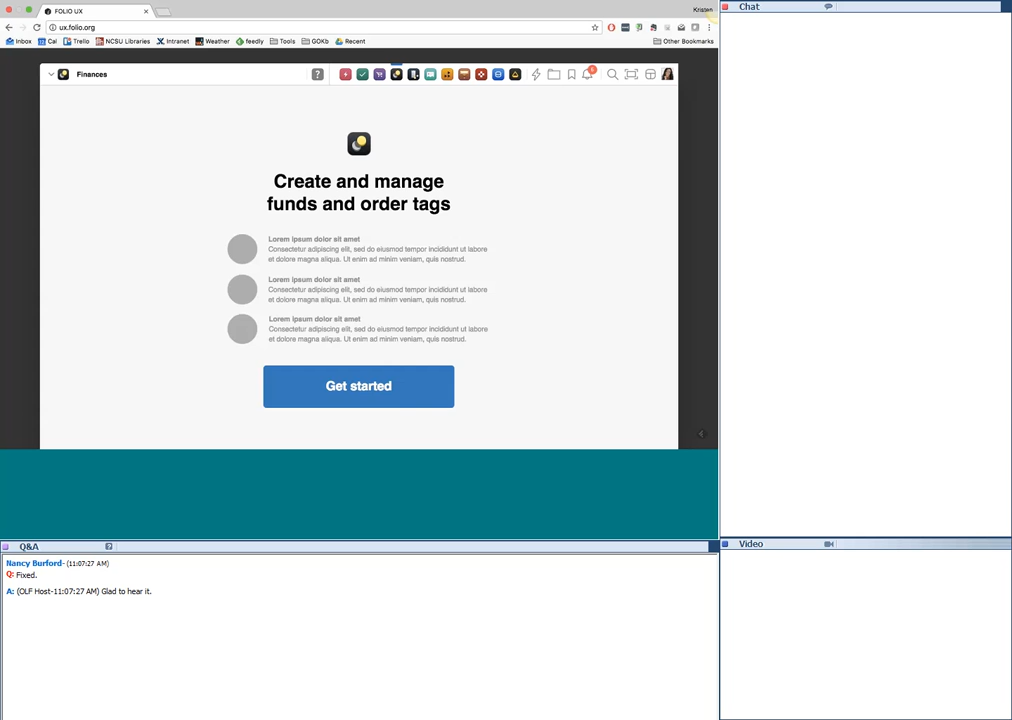 Chat
FOLIO UX
Kristen
ux.folio.org
Inbox
Cal
Trello
NCSU Libraries
Intranet
Weather
feedly
Tools
GOKb
Recent
Other Bookmarks
Finances
Create and manage
funds and order tags
Lorem ipsum dolor sit amet
Consectetur adipiscing elit, sed do eiusmod tempor incididunt ut labore
et dolore magna aliqua. Ut enim ad minim veniam, quis nostrud.
Lorem ipsum dolor sit amet
Consectetur adipiscing elit, sed do eiusmod tempor incididunt ut labore
et dolore magna aliqua. Ut enim ad minim veniam, quis nostrud.
Lorem ipsum dolor sit amet
Consectetur adipiscing elit, sed do eiusmod tempor incididunt ut labore
et dolore magna aliqua. Ut enim ad minim veniam, quis nostrud.
Get started
Q&A
Video
Nancy Burford- (11:07:27 AM)
Q: Fixed.
A: (OLF Host-11:07:27 AM) Glad to hear it.